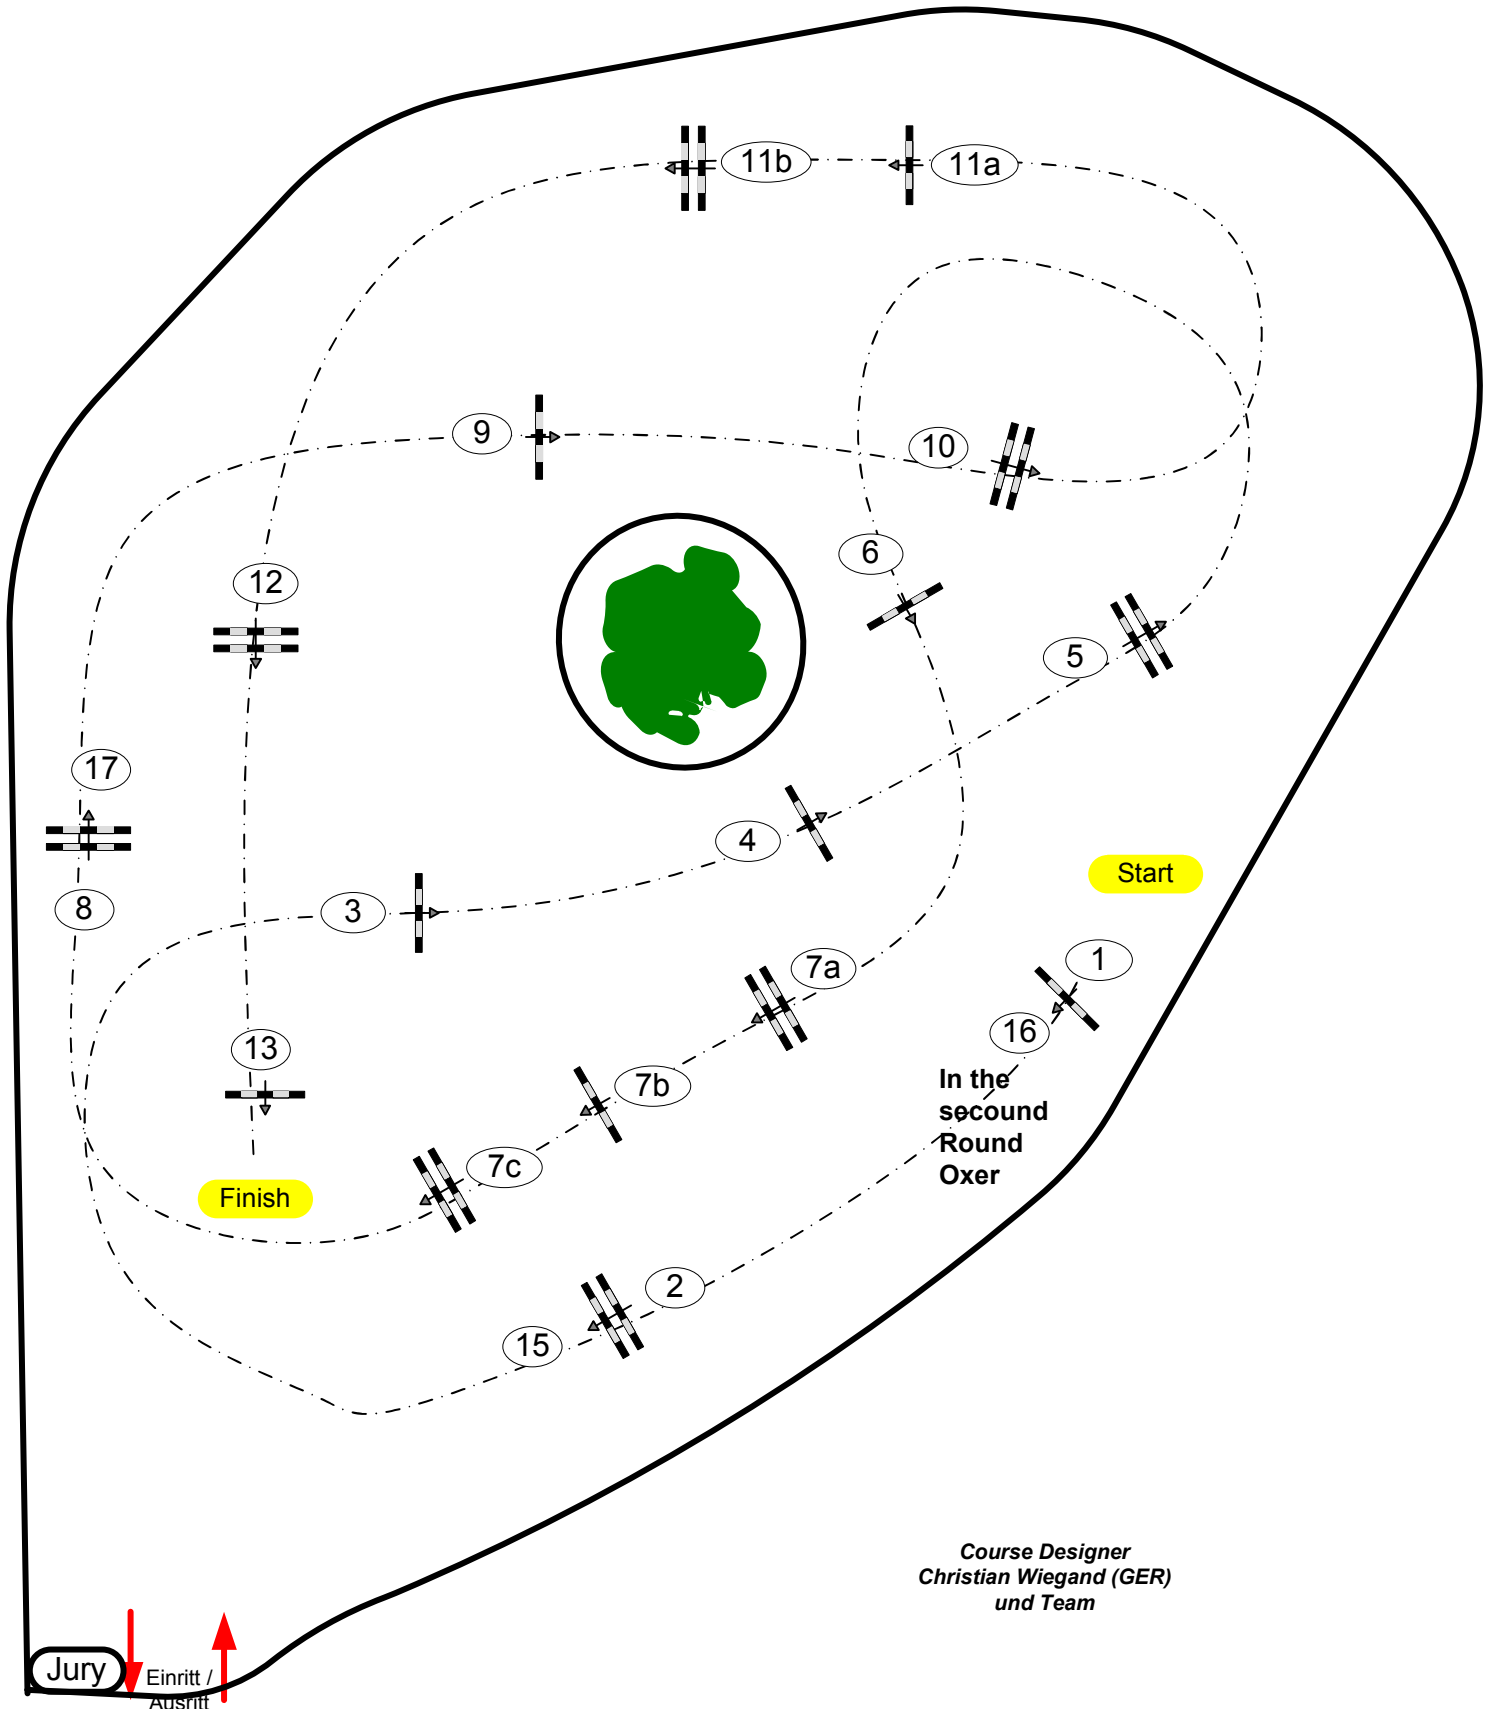 11b
11a
9
10
6
12
5
17
4
Start
8
3
7a
1
16
13
In the
secound
Round
Oxer
7b
7c
Finish
2
15
Course Designer
Christian Wiegand (GER)
und Team
Jury
Einritt /
Ausritt